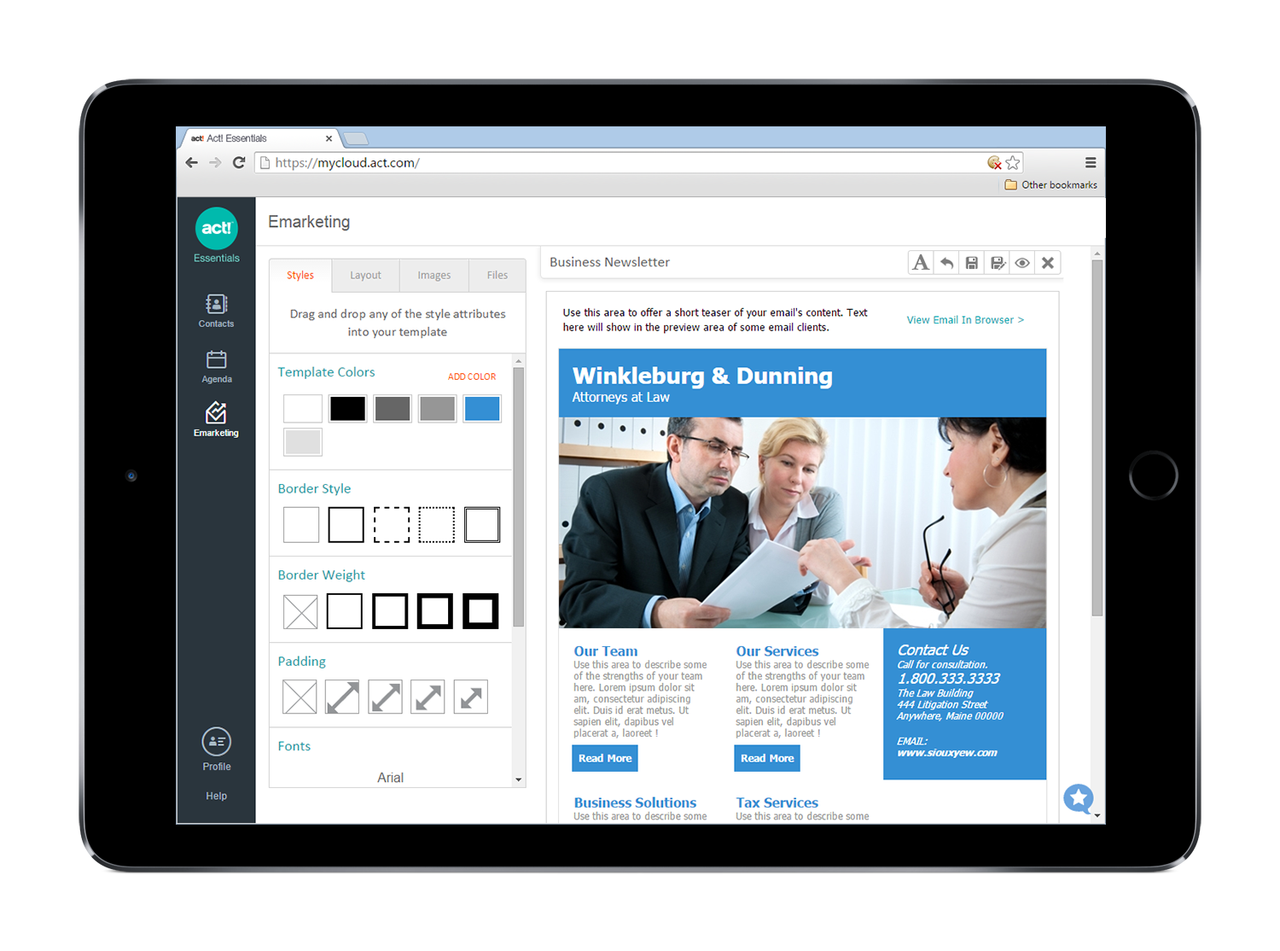 act! Act! Essentials
https://mycloud.act.com/
Other bookmarks
act!
Essentials
Contacts
Agenda
Emarketing
Profile
Help
Emarketing
Styles
Layout
Images
Files
Drag and drop any of the style attributes
into your template
Template Colors
ADD COLOR
Border Style
Border Weight
Padding
Fonts
Arial
Business Newsletter
A
Use this area to offer a short teaser of your email's content. Text
here will show in the preview area of some email clients.
View Email In Browser >
Winkleburg & Dunning
Attorneys at Law
Our Team
Use this area to describe some
of the strengths of your team
here. Lorem ipsum dolor sit
am, consectetur adipiscing
elit. Duis id erat metus. Ut
sapien elit, dapibus vel
placerat a, laoreet !
Read More
Our Services
Use this area to describe some
of the strengths of your team
here. Lorem ipsum dolor sit
am, consectetur adipiscing
elit. Duis id erat metus. Ut
sapien elit, dapibus vel
placerat a, laoreet !
Read More
Contact Us
Call for consultation.
1.800.333.3333
The Law Building
444 Litigation Street
Anywhere, Maine 00000
EMAIL:
www.siouxyew.com
Business Solutions
Use this area to describe some
Tax Services
Use this area to describe some